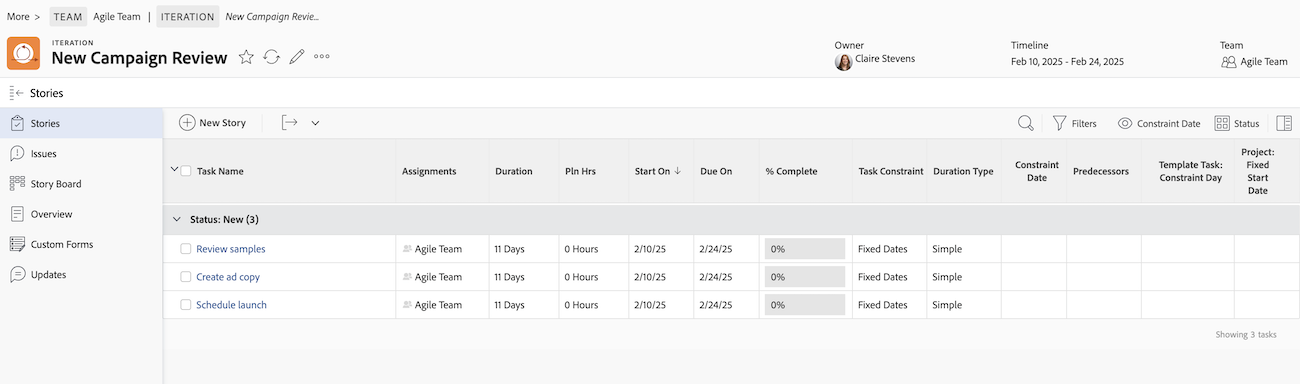 More > TEAM Agile Team | ITERATION New Campaign Revie...
ITERATION
New Campaign Review
Owner
Claire Stevens
Timeline
Feb 10, 2025 - Feb 24, 2025
Team
Agile Team
Stories
Stories
Issues
Story Board
Overview
Custom Forms
Updates
New Story
Filters Constraint Date Status
Task Name Assignments Duration Pln Hrs Start On ↓ Due On % Complete Task Constraint Duration Type Constraint Date Predecessors Template Task: Constraint Day Project: Fixed Start Date
Status: New (3)
Review samples Agile Team 11 Days 0 Hours 2/10/25 2/24/25 0% Fixed Dates Simple
Create ad copy Agile Team 11 Days 0 Hours 2/10/25 2/24/25 0% Fixed Dates Simple
Schedule launch Agile Team 11 Days 0 Hours 2/10/25 2/24/25 0% Fixed Dates Simple
Showing 3 tasks